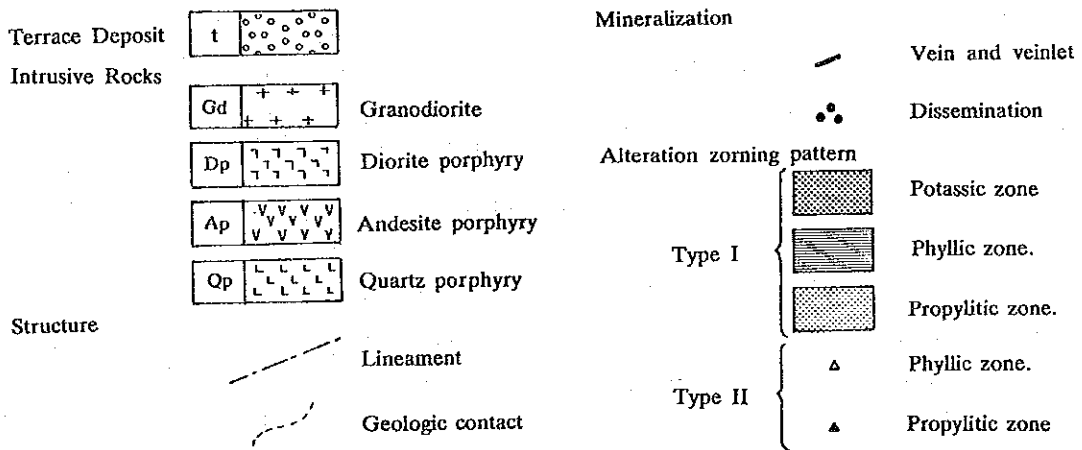 Terrace Deposit t
Intrusive Rocks
Gd Granodiorite
Dp Diorite porphyry
Ap Andesite porphyry
Qp Quartz porphyry
Structure
Lineament
Geologic contact
Mineralization
Vein and veinlet
Dissemination
Alteration zorning pattern
Type I
Potassic zone
Phyllic zone.
Propylitic zone.
Type II
Phyllic zone.
Propylitic zone